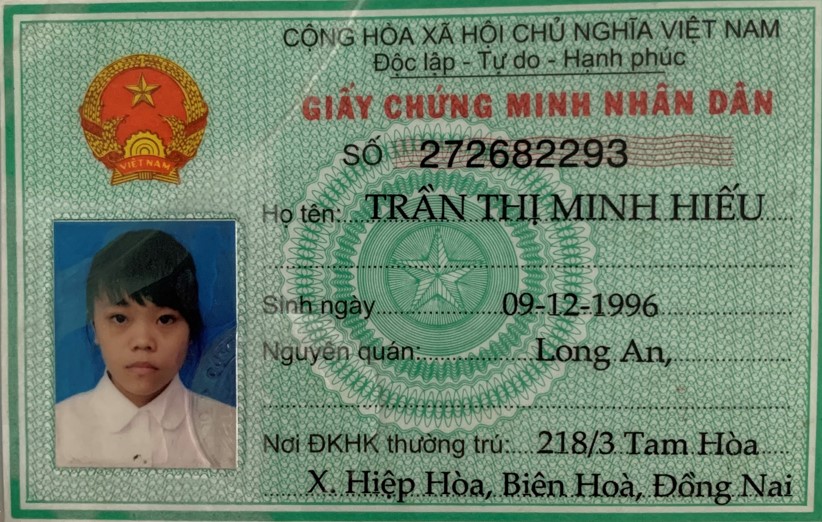 CỘNG HÒA XÃ HỘI CHỦ NGHĨA VIỆT NAM
Độc lập - Tự do - Hạnh phúc
GIẤY CHỨNG MINH NHÂN DÂN
VIỆT NAM
SỐ 272682293
Họ tên: TRẦN THỊ MINH HIẾU
Sinh ngày 09-12-1996
Nguyên quán: Long An,
Nơi ĐKHK thường trú: 218/3 Tam Hòa
X. Hiệp Hòa, Biên Hoà, Đồng Nai